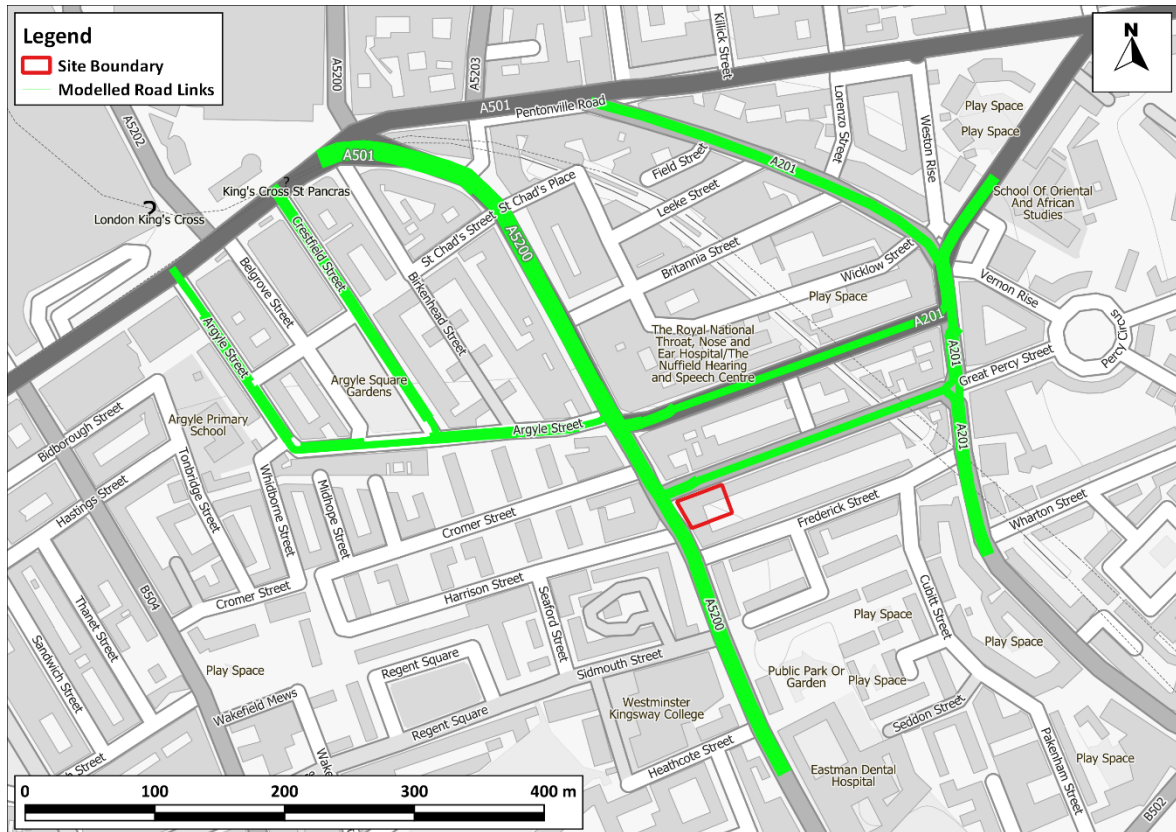 Legend
Site Boundary
Modelled Road Links
N
A5202
A5200
A5203
Killick Street
A501
Pentonville Road
A501
Lorenzo Street
Weston Rise
Play Space
Play Space
A201
Field Street
King's Cross St Pancras
?
London King's Cross
?
St Chad's Place
St Chad's Street
Leeke Street
School Of Oriental
And African
Studies
Crestfield Street
Belgrove Street
Birkenhead Street
A5200
Britannia Street
Wicklow Street
Vernon Rise
Play Space
Percy Circus
Argyle Street
The Royal National
Throat, Nose and
Ear Hospital/The
Nuffield Hearing
and Speech Centre
A201
A201
Great Percy Street
Argyle Square
Gardens
Argyle Primary
School
Argyle Street
A201
Bidborough Street
Hastings Street
Tonbridge Street
Whidborne Street
Midhope Street
Cromer Street
Frederick Street
Wharton Street
Cromer Street
Harrison Street
Seaford Street
A5200
Cubitt Street
Play Space
Play Space
B504
Thanet Street
Sandwich Street
Play Space
Regent Square
Sidmouth Street
Public Park Or
Garden
Play Space
Wakefield Mews
Regent Square
Westminster
Kingsway College
Seddon Street
Heathcote Street
Pakenham Street
Play Space
Eastman Dental
Hospital
B502
0 100 200 300 400 m